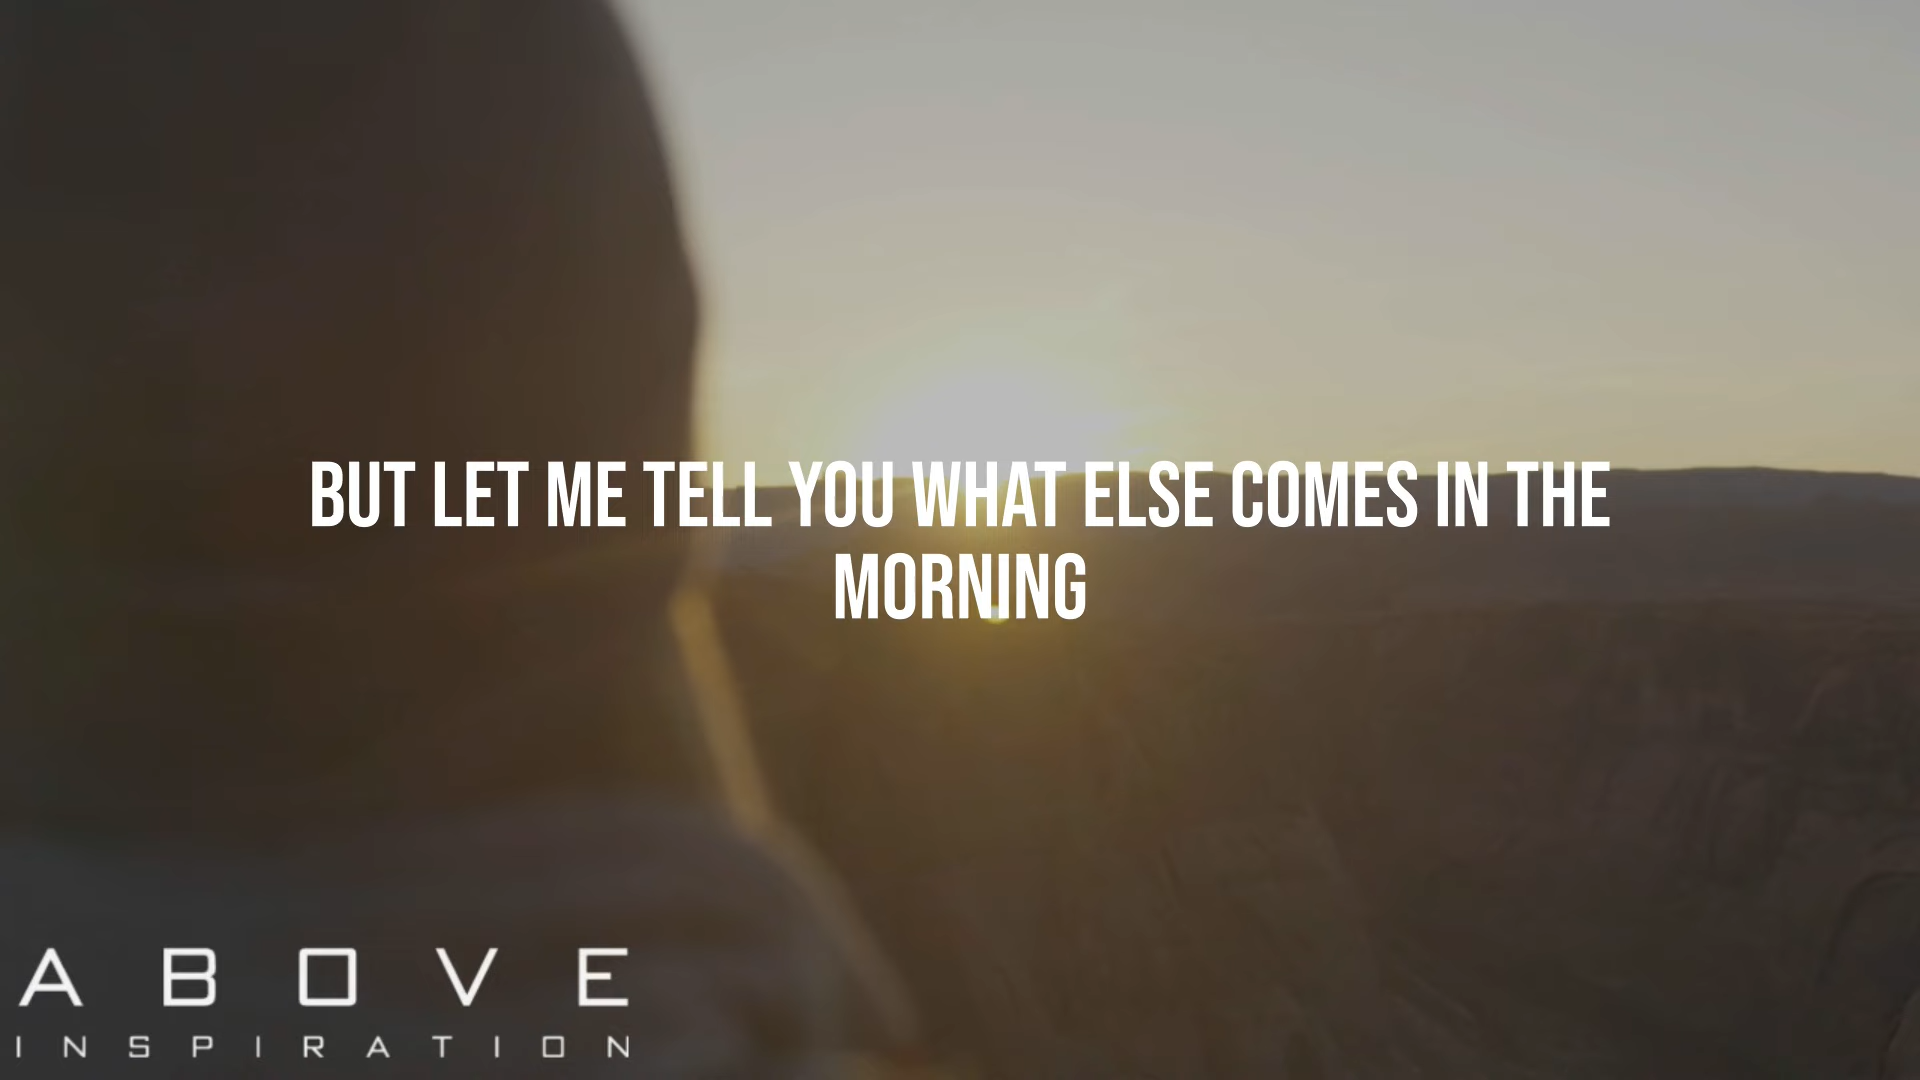 BUT LET ME TELL YOU WHAT ELSE COMES IN THE
MORNING
ABOVE
INSPIRATION